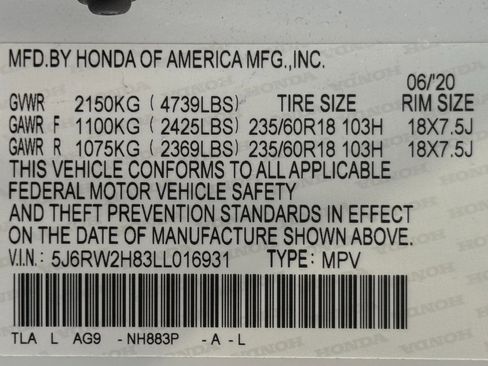 MFD.BY HONDA OF AMERICA MFG.,INC.
06/'20
GVWR 2150KG (4739LBS) TIRE SIZE RIM SIZE
GAWR F 1100KG (2425LBS) 235/60R18 103H 18X7.5J
GAWR R 1075KG (2369LBS) 235/60R18 103H 18X7.5J
THIS VEHICLE CONFORMS TO ALL APPLICABLE
FEDERAL MOTOR VEHICLE SAFETY
AND THEFT PREVENTION STANDARDS IN EFFECT
ON THE DATE OF MANUFACTURE SHOWN ABOVE.
V.I.N: 5J6RW2H83LL016931 TYPE: MPV
TLA L AG9 - NH883P - A - L